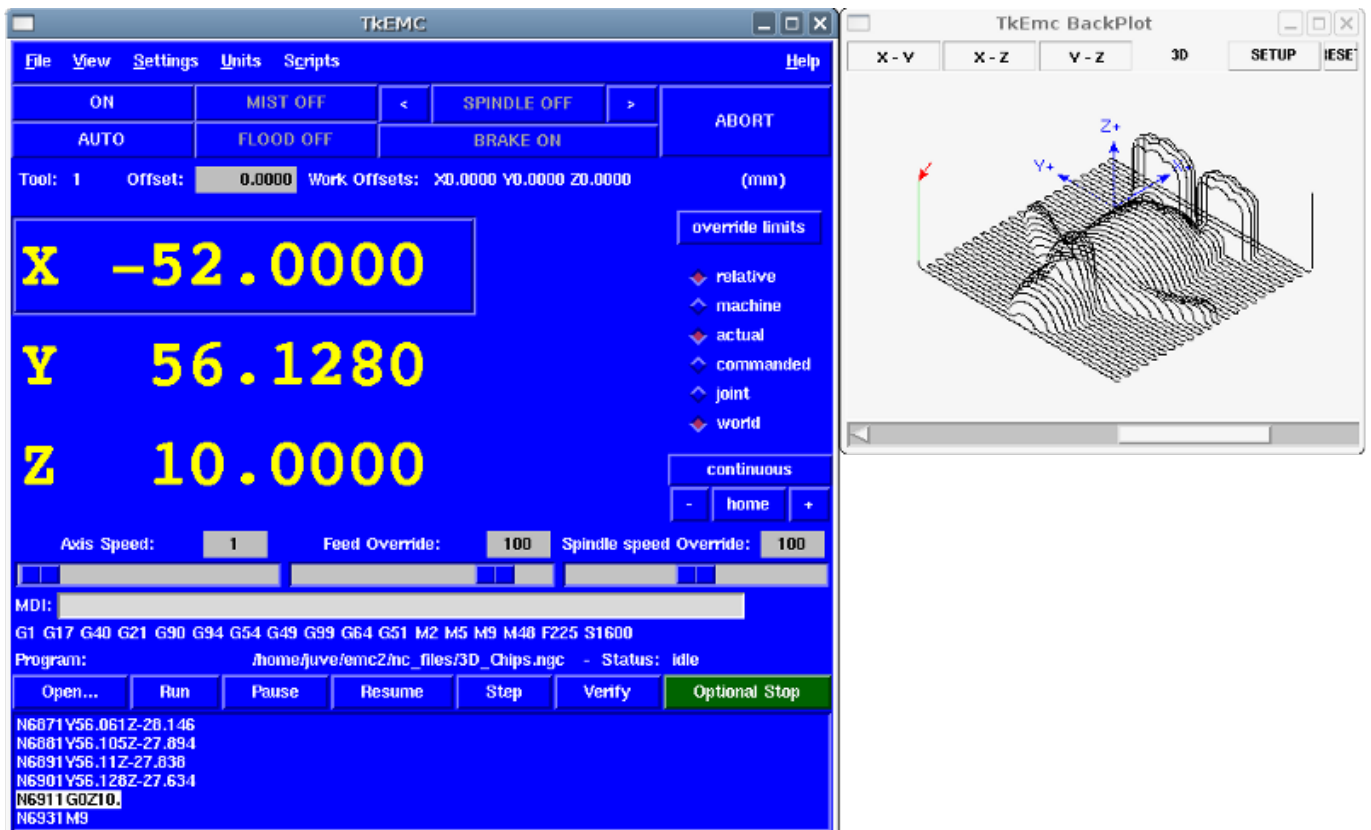 TkEMC
File View Settings Units Scripts Help
ON MIST OFF < SPINDLE OFF > ABORT
AUTO FLOOD OFF BRAKE ON
Tool: 1 Offset: 0.0000 Work Offsets: X0.0000 Y0.0000 Z0.0000 (mm)
override limits
X -52.0000
relative
machine
Y 56.1280
actual
commanded
joint
world
Z 10.0000
continuous
- home +
Axis Speed: 1 Feed Override: 100 Spindle speed Override: 100
MDI:
G1 G17 G40 G21 G90 G94 G54 G49 G99 G64 G51 M2 M5 M9 M48 F225 S1600
Program: /home/juve/emc2/nc_files/3D_Chips.ngc - Status: idle
Open... Run Pause Resume Step Verify Optional Stop
N6871Y56.061Z-28.146
N6881Y56.105Z-27.894
N6891Y56.11Z-27.838
N6901Y56.128Z-27.634
N6911G0Z10.
N6931M9
TkEmc BackPlot
X - Y X - Z Y - Z 3D SETUP RESET
Z+
Y+ X+